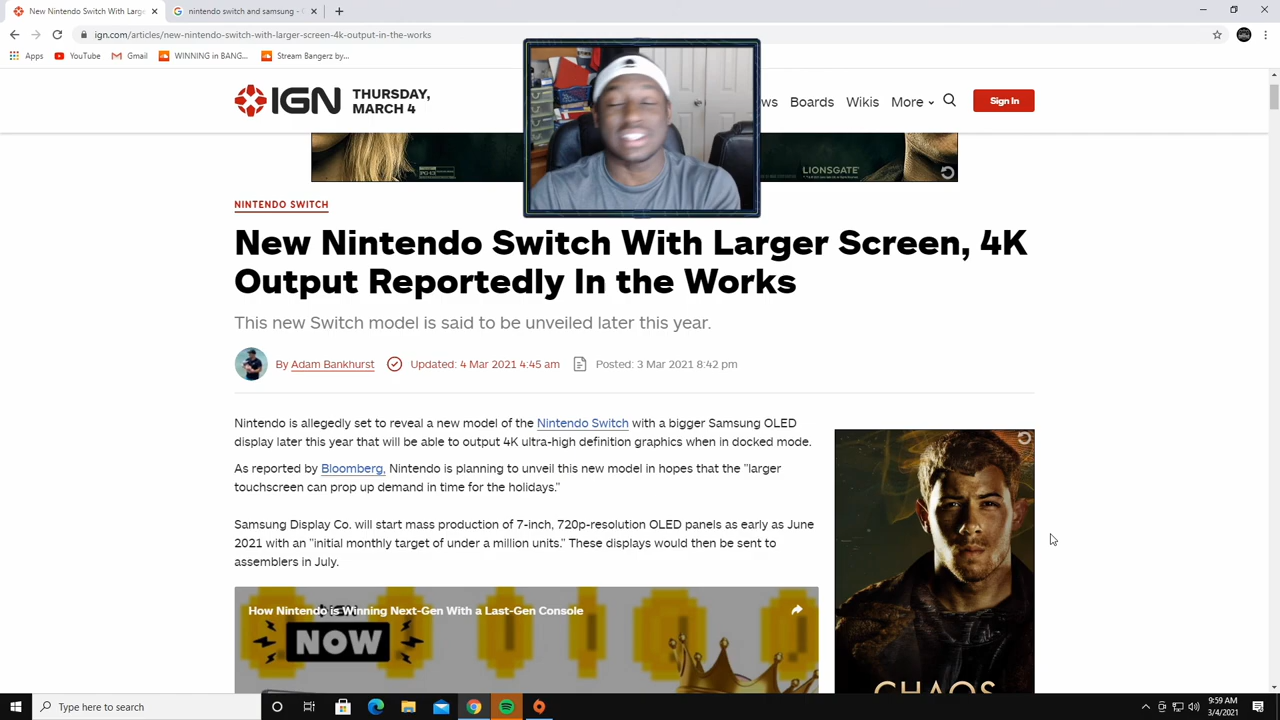 New Nintendo Switch With Larg
nintendo switch - 4k output - G
ign.com/articles/new-nintendo-switch-with-larger-screen-4k-output-in-the-works
Apps YouTube Gmail WINNING in BANG... Stream Bangerz by...
IGN THURSDAY, MARCH 4
ws Boards Wikis More Sign In
LIONSGATE
NINTENDO SWITCH
New Nintendo Switch With Larger Screen, 4K
Output Reportedly In the Works
This new Switch model is said to be unveiled later this year.
By Adam Bankhurst Updated: 4 Mar 2021 4:45 am Posted: 3 Mar 2021 8:42 pm
Nintendo is allegedly set to reveal a new model of the Nintendo Switch with a bigger Samsung OLED
display later this year that will be able to output 4K ultra-high definition graphics when in docked mode.
As reported by Bloomberg, Nintendo is planning to unveil this new model in hopes that the "larger
touchscreen can prop up demand in time for the holidays."
Samsung Display Co. will start mass production of 7-inch, 720p-resolution OLED panels as early as June
2021 with an "initial monthly target of under a million units." These displays would then be sent to
assemblers in July.
How Nintendo is Winning Next-Gen With a Last-Gen Console
NOW
CHAOS
Type here to search
9:59 AM
3/4/2021